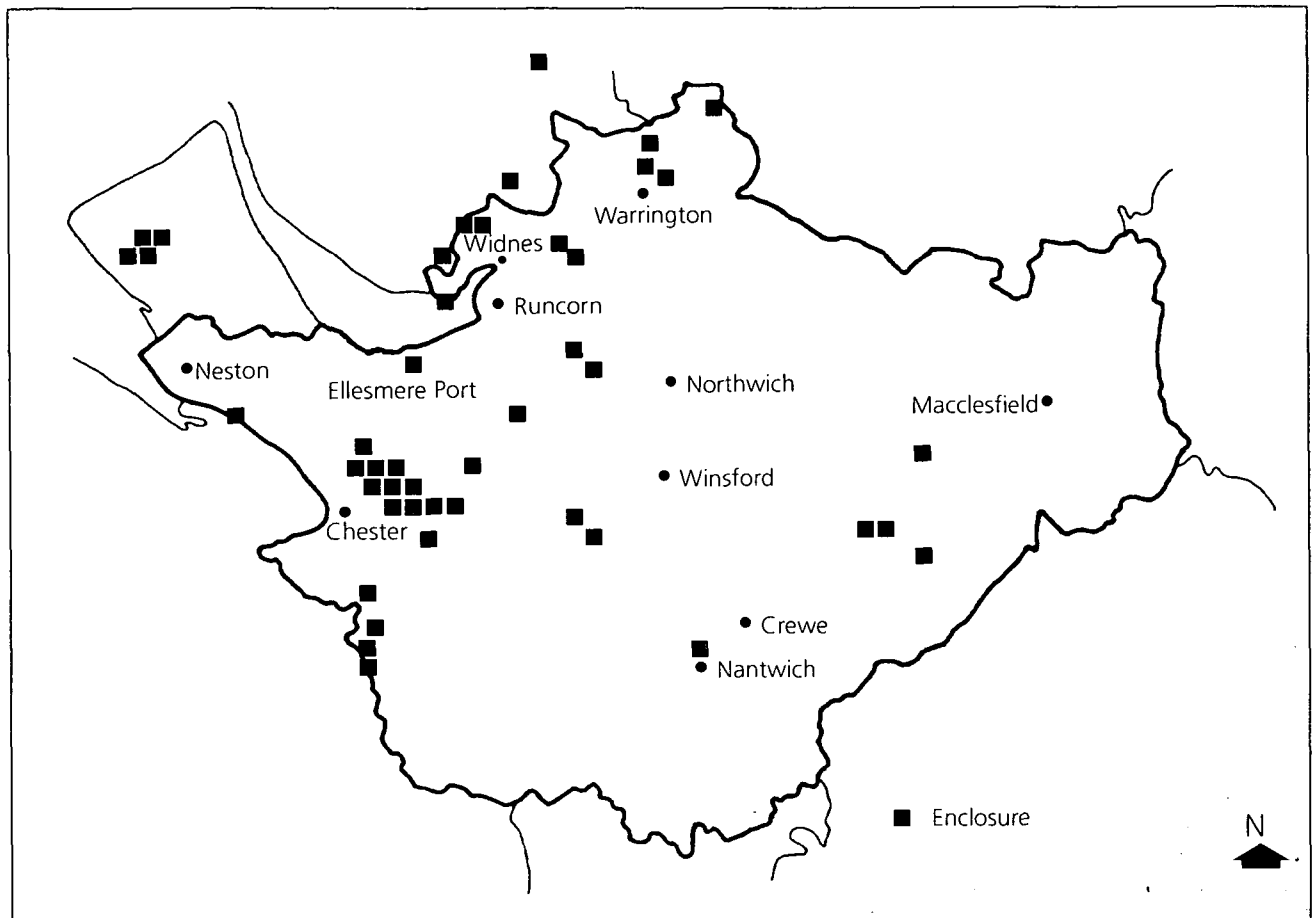 Warrington
Widnes
Runcorn
Neston
Ellesmere Port
Northwich
Macclesfield
Winsford
Chester
Crewe
Nantwich
Enclosure
N